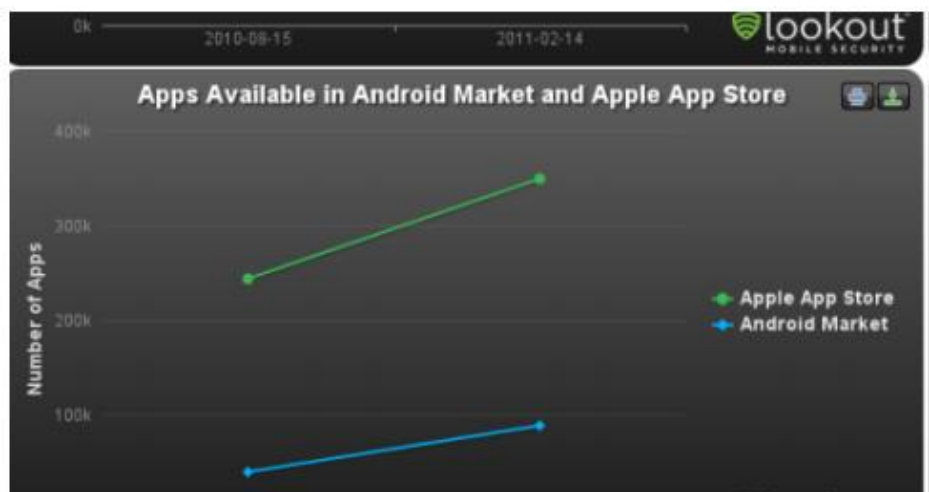 0k
2010-08-15
2011-02-14
lookout
MOBILE SECURITY
Apps Available in Android Market and Apple App Store
400k
300k
200k
100k
Number of Apps
Apple App Store
Android Market